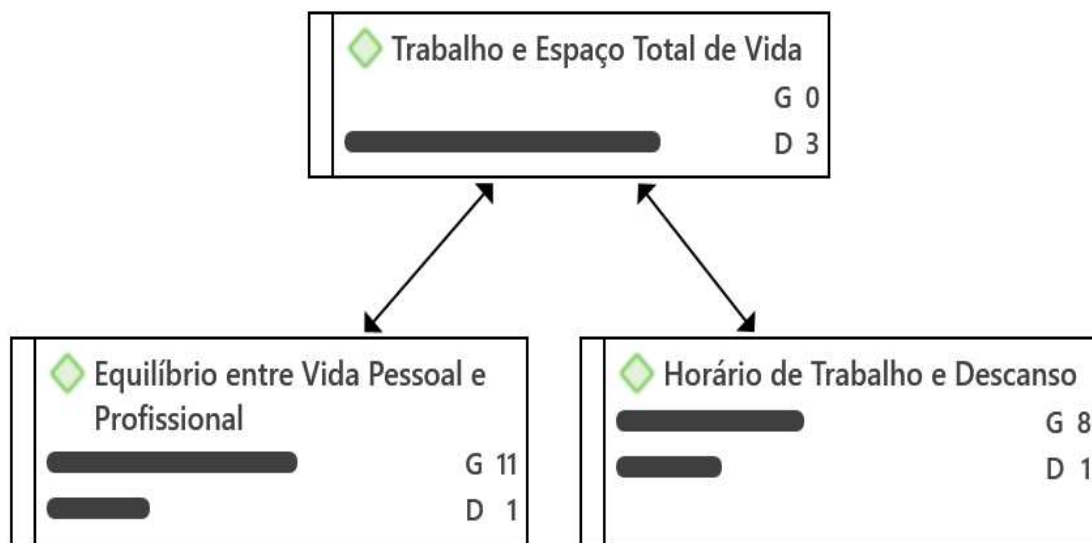 Trabalho e Espaço Total de Vida
G 0
D 3
Equilíbrio entre Vida Pessoal e
Profissional
G 11
D 1
Horário de Trabalho e Descanso
G 8
D 1